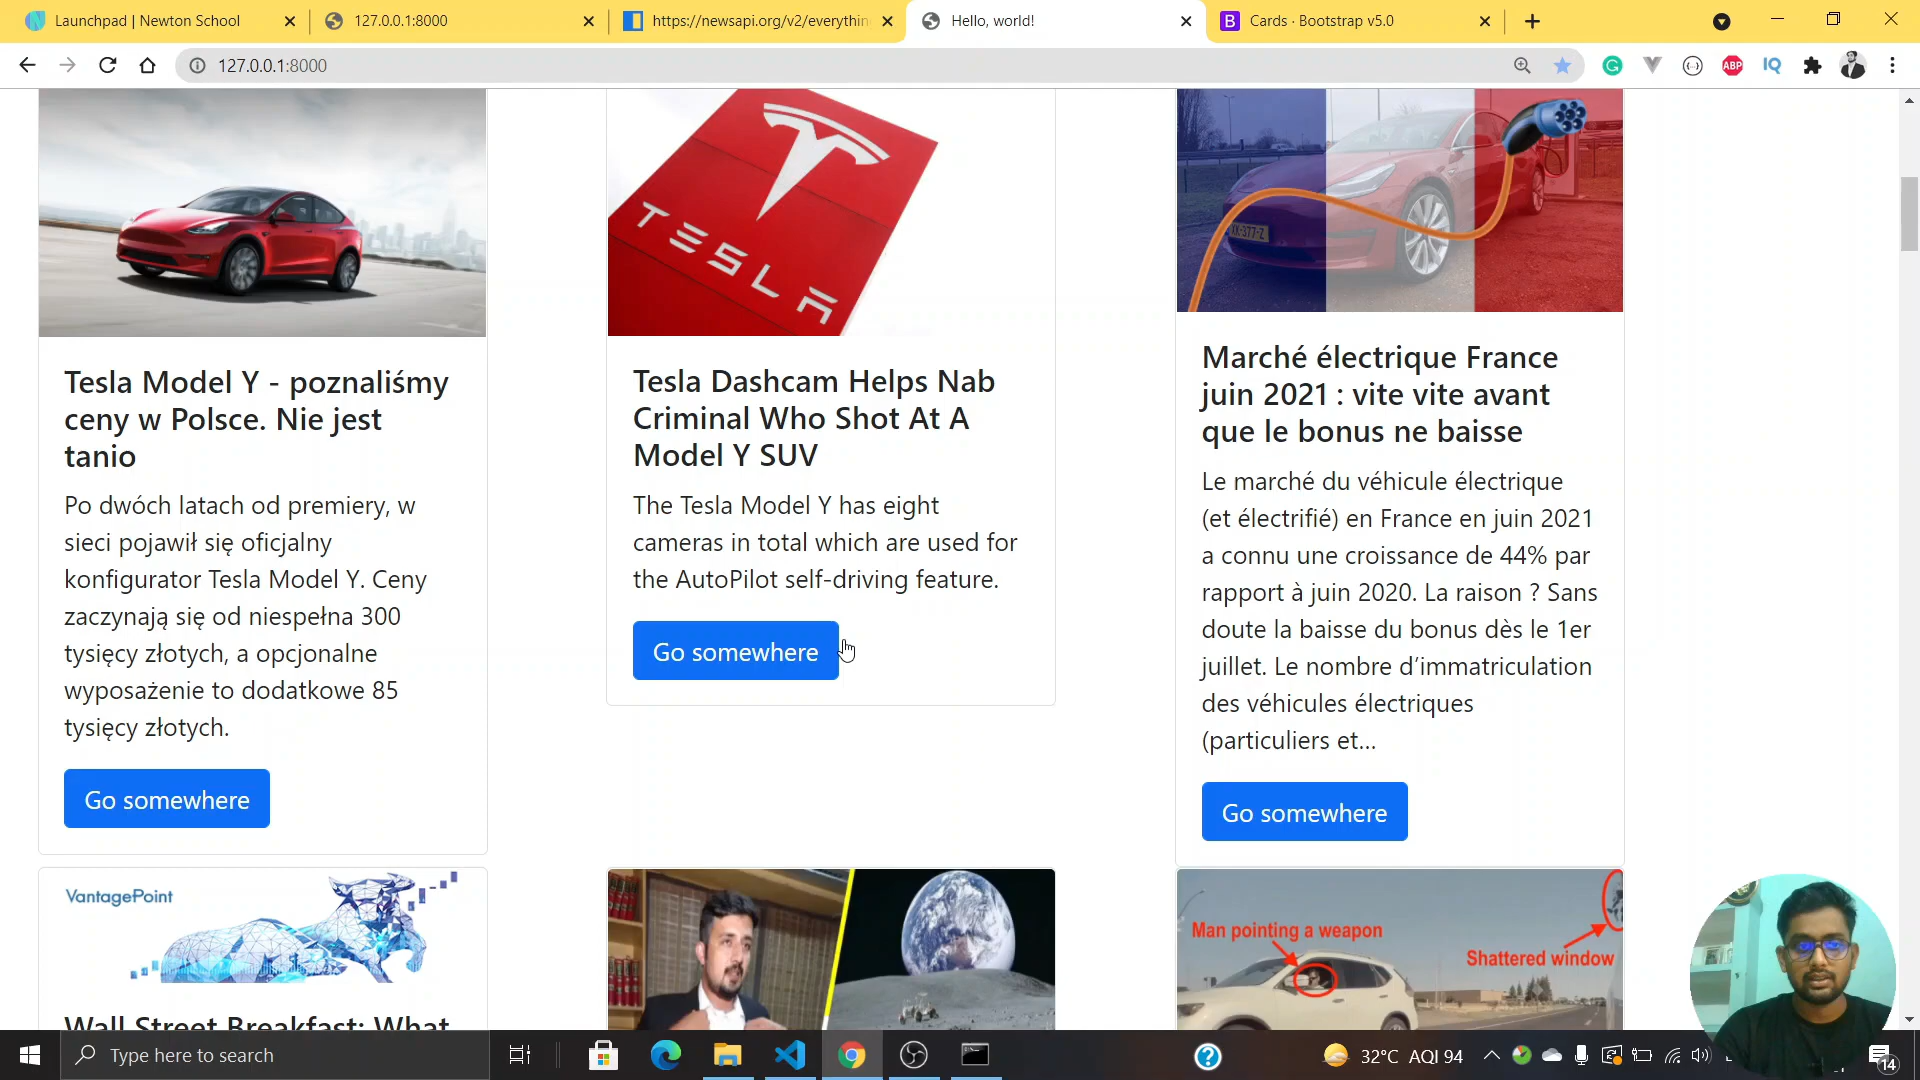 Launchpad | Newton School
127.0.0.1:8000
https://newsapi.org/v2/everythin
Hello, world!
B Cards · Bootstrap v5.0
127.0.0.1:8000
ABP
IQ
TESLA
XK-377-Z
Tesla Model Y - poznaliśmy
ceny w Polsce. Nie jest
tanio
Po dwóch latach od premiery, w
sieci pojawił się oficjalny
konfigurator Tesla Model Y. Ceny
zaczynają się od niespełna 300
tysięcy złotych, a opcjonalne
wyposażenie to dodatkowe 85
tysięcy złotych.
Go somewhere
Tesla Dashcam Helps Nab
Criminal Who Shot At A
Model Y SUV
The Tesla Model Y has eight
cameras in total which are used for
the AutoPilot self-driving feature.
Go somewhere
Marché électrique France
juin 2021 : vite vite avant
que le bonus ne baisse
Le marché du véhicule électrique
(et électrifié) en France en juin 2021
a connu une croissance de 44% par
rapport à juin 2020. La raison ? Sans
doute la baisse du bonus dès le 1er
juillet. Le nombre d’immatriculation
des véhicules électriques
(particuliers et…
Go somewhere
VantagePoint
Wall Street Breakfast: What
Man pointing a weapon
Shattered window
Type here to search
32°C AQI 94
14